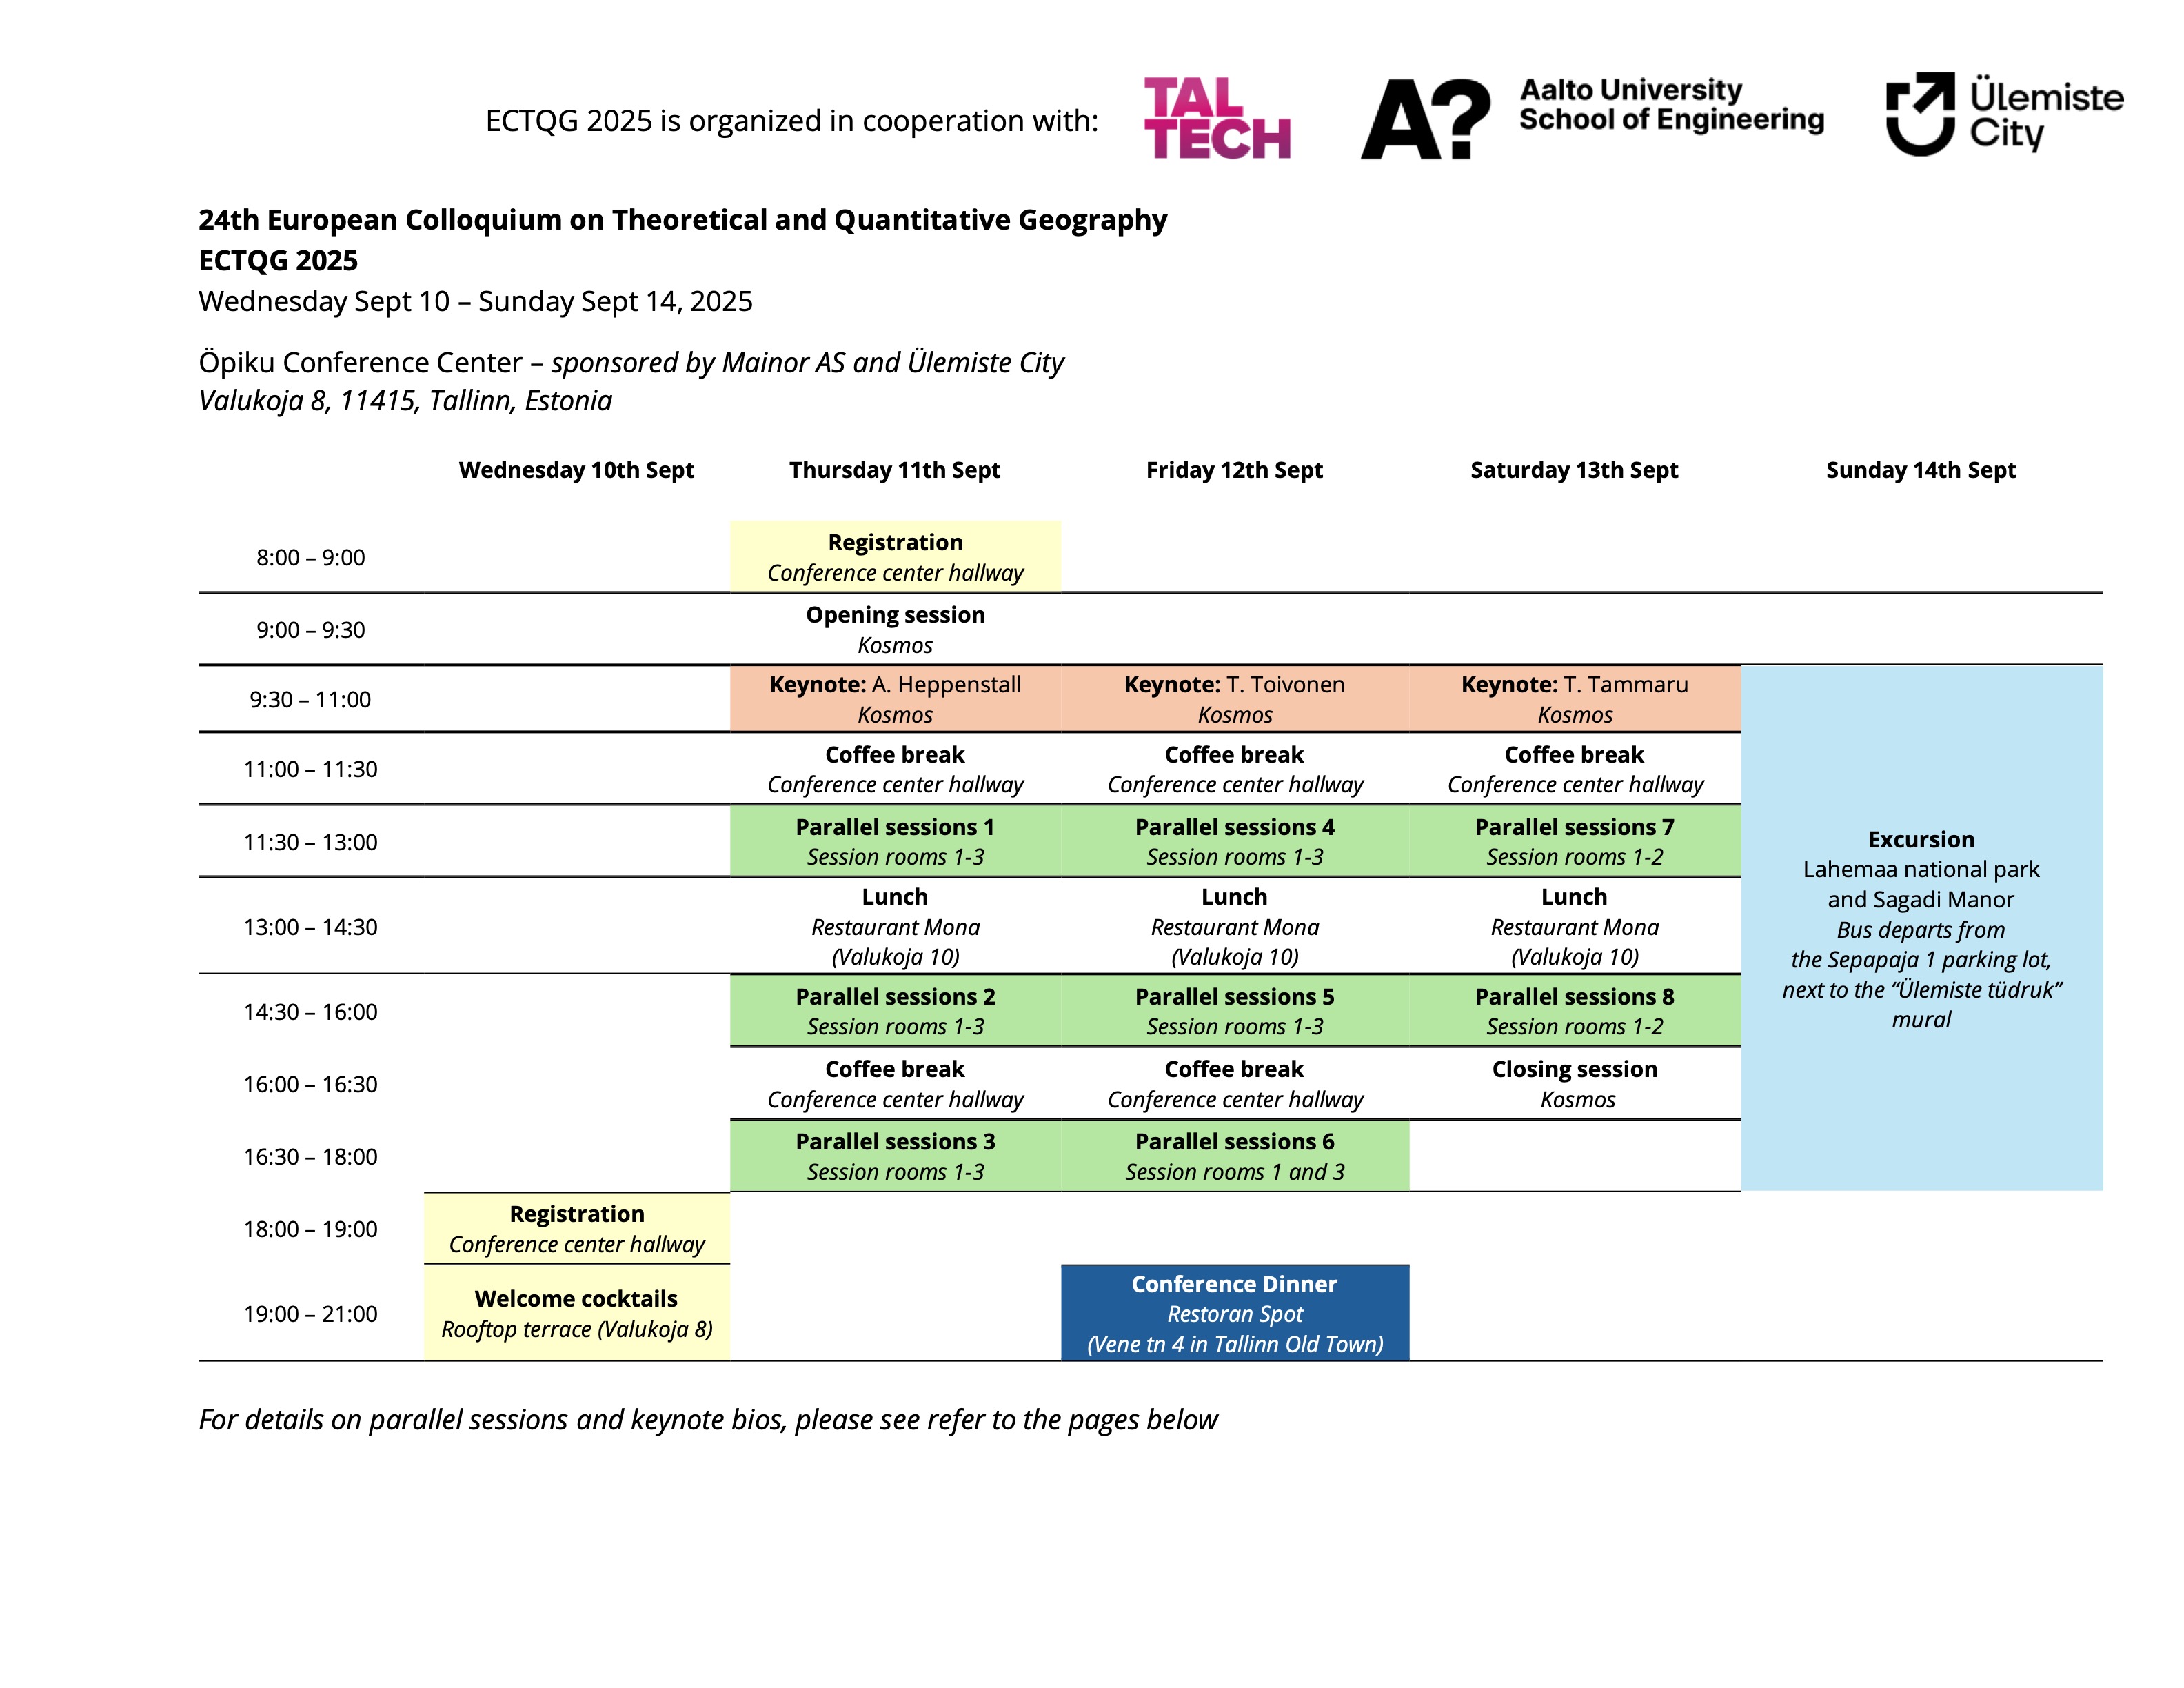 ECTQG 2025 is organized in cooperation with:
TAL
TECH
A?
Aalto University
School of Engineering
Ülemiste
City
24th European Colloquium on Theoretical and Quantitative Geography
ECTQG 2025
Wednesday Sept 10 – Sunday Sept 14, 2025
Öpiku Conference Center – sponsored by Mainor AS and Ülemiste City
Valukoja 8, 11415, Tallinn, Estonia
Wednesday 10th Sept
Thursday 11th Sept
Friday 12th Sept
Saturday 13th Sept
Sunday 14th Sept
8:00 – 9:00
Registration
Conference center hallway
9:00 – 9:30
Opening session
Kosmos
9:30 – 11:00
Keynote: A. Heppenstall
Kosmos
Keynote: T. Toivonen
Kosmos
Keynote: T. Tammaru
Kosmos
11:00 – 11:30
Coffee break
Conference center hallway
Coffee break
Conference center hallway
Coffee break
Conference center hallway
11:30 – 13:00
Parallel sessions 1
Session rooms 1-3
Parallel sessions 4
Session rooms 1-3
Parallel sessions 7
Session rooms 1-2
Excursion
Lahemaa national park
and Sagadi Manor
Bus departs from
the Sepapaja 1 parking lot,
next to the “Ülemiste tüdruk”
mural
13:00 – 14:30
Lunch
Restaurant Mona
(Valukoja 10)
Lunch
Restaurant Mona
(Valukoja 10)
Lunch
Restaurant Mona
(Valukoja 10)
14:30 – 16:00
Parallel sessions 2
Session rooms 1-3
Parallel sessions 5
Session rooms 1-3
Parallel sessions 8
Session rooms 1-2
16:00 – 16:30
Coffee break
Conference center hallway
Coffee break
Conference center hallway
Closing session
Kosmos
16:30 – 18:00
Parallel sessions 3
Session rooms 1-3
Parallel sessions 6
Session rooms 1 and 3
18:00 – 19:00
Registration
Conference center hallway
19:00 – 21:00
Welcome cocktails
Rooftop terrace (Valukoja 8)
Conference Dinner
Restoran Spot
(Vene tn 4 in Tallinn Old Town)
For details on parallel sessions and keynote bios, please see refer to the pages below